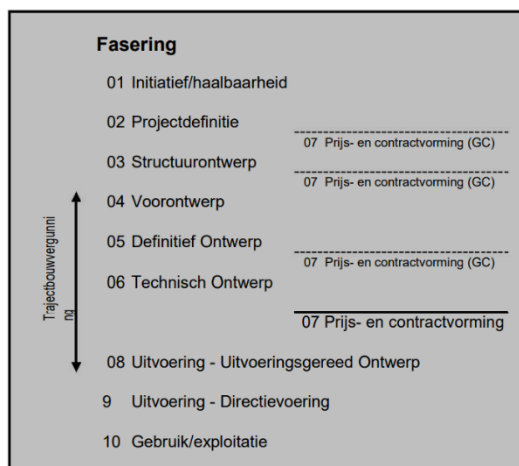 Fasering
01 Initiatief/haalbaarheid
02 Projectdefinitie
07 Prijs- en contractvorming (GC)
03 Structuurontwerp
07 Prijs- en contractvorming (GC)
04 Voorontwerp
05 Definitief Ontwerp
07 Prijs- en contractvorming (GC)
06 Technisch Ontwerp
07 Prijs- en contractvorming
08 Uitvoering - Uitvoeringsgereed Ontwerp
9 Uitvoering - Directievoering
10 Gebruik/exploitatie
Trajectbouwvergunni
ng